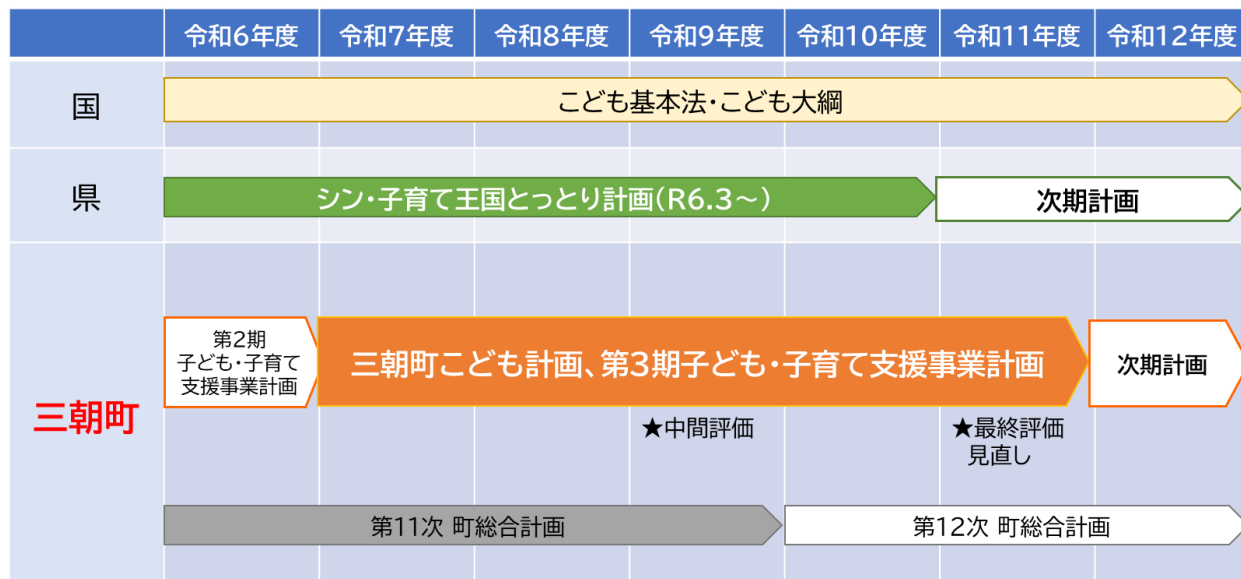 令和6年度 令和7年度 令和8年度 令和9年度 令和10年度 令和11年度 令和12年度
国
こども基本法・こども大綱
県
シン・子育て王国とっとり計画(R6.3~)
次期計画
三朝町
第2期
子ども・子育て
支援事業計画
三朝町こども計画、第3期子ども・子育て支援事業計画
次期計画
★中間評価
★最終評価
見直し
第11次 町総合計画
第12次 町総合計画